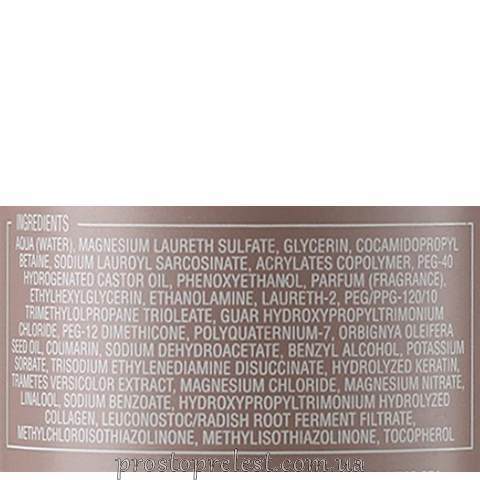 INGREDIENTS
AQUA (WATER), MAGNESIUM LAURETH SULFATE, GLYCERIN, COCAMIDOPROPYL
BETAINE, SODIUM LAUROYL SARCOSINATE, ACRYLATES COPOLYMER, PEG-40
HYDROGENATED CASTOR OIL, PHENOXYETHANOL, PARFUM (FRAGRANCE),
ETHYLHEXYLGLYCERIN, ETHANOLAMINE, LAURETH-2, PEG/PPG-120/10
TRIMETHYLOLPROPANE TRIOLEATE, GUAR HYDROXYPROPYLTRIMONIUM
CHLORIDE, PEG-12 DIMETHICONE, POLYQUATERNIUM-7, ORBIGNYA OLEIFERA
SEED OIL, COUMARIN, SODIUM DEHYDROACETATE, BENZYL ALCOHOL, POTASSIUM
SORBATE, TRISODIUM ETHYLENEDIAMINE DISUCCINATE, HYDROLYZED KERATIN,
TRAMETES VERSICOLOR EXTRACT, MAGNESIUM CHLORIDE, MAGNESIUM NITRATE,
LINALOOL, SODIUM BENZOATE, HYDROXYPROPYLTRIMONIUM HYDROLYZED
COLLAGEN, LEUCONOSTOC/RADISH ROOT FERMENT FILTRATE,
METHYLCHLOROISOTHIAZOLINONE, METHYLISOTHIAZOLINONE, TOCOPHEROL
prostoprelest.com.ua